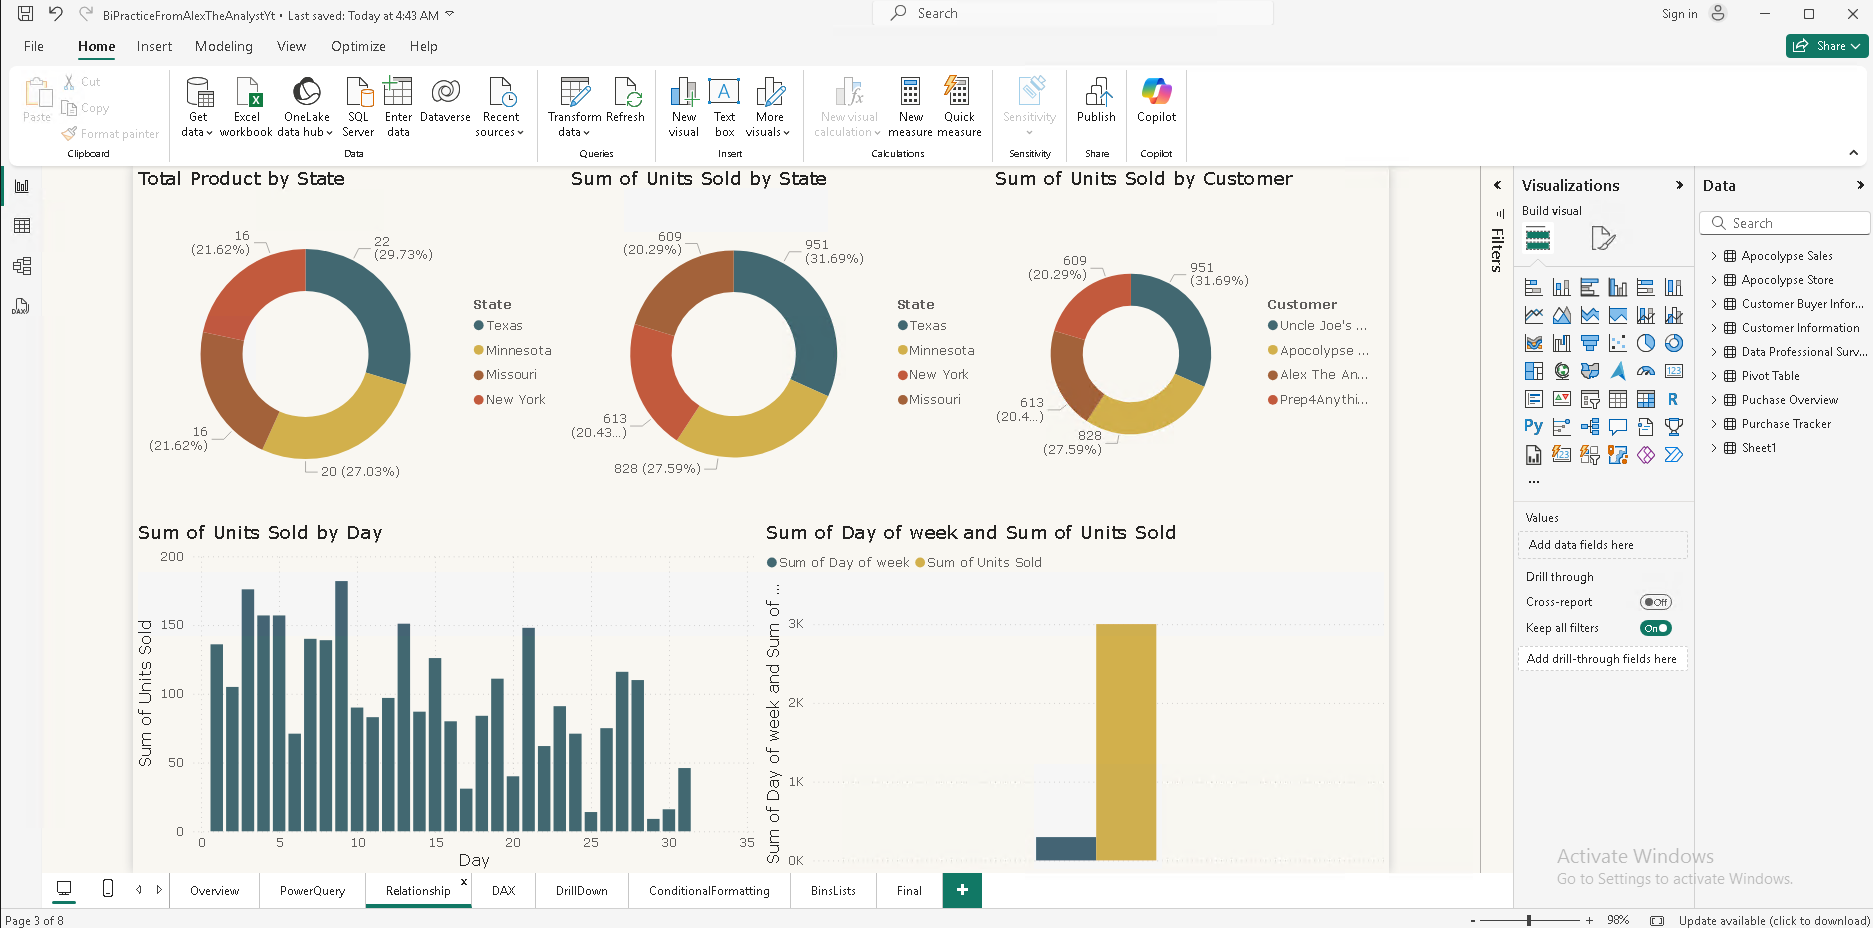 BiPracticeFromAlexTheAnalystYt • Last saved: Today at 4:43 AM
Search
Sign in
File Home Insert Modeling View Optimize Help
Share
Paste
Cut
Copy
Format painter
Clipboard
Get data
Excel workbook
OneLake data hub
SQL Server
Enter data
Dataverse
Recent sources
Data
Transform data
Refresh
Queries
New visual
Text box
More visuals
Insert
New visual calculation
New measure
Quick measure
Calculations
Sensitivity
Sensitivity
Publish
Share
Copilot
Copilot
Total Product by State
16
(21.62%)
22
(29.73%)
16
(21.62%)
20 (27.03%)
State
Texas
Minnesota
Missouri
New York
Sum of Units Sold by State
609
(20.29%)
951
(31.69%)
613
(20.43...)
828 (27.59%)
State
Texas
Minnesota
New York
Missouri
Sum of Units Sold by Customer
609
(20.29%)
951
(31.69%)
613
(20.4...)
828
(27.59%)
Customer
Uncle Joe's ...
Apocolypse ...
Alex The An...
Prep4Anythi...
Sum of Units Sold by Day
Sum of Units Sold
200
150
100
50
0
0 5 10 15 20 25 30 35
Day
Sum of Day of week and Sum of Units Sold
Sum of Day of week Sum of Units Sold
Sum of Day of week and Sum of ...
3K
2K
1K
0K
Filters
Visualizations
Build visual
123
R
Py
123
...
Values
Add data fields here
Drill through
Cross-report
Off
Keep all filters
On
Add drill-through fields here
Data
Search
Apocolypse Sales
Apocolypse Store
Customer Buyer Infor...
Customer Information
Data Professional Surv...
Pivot Table
Puchase Overview
Purchase Tracker
Sheet1
Activate Windows
Go to Settings to activate Windows.
Overview PowerQuery Relationship x DAX DrillDown ConditionalFormatting BinsLists Final +
Page 3 of 8
- + 98%
Update available (click to download)